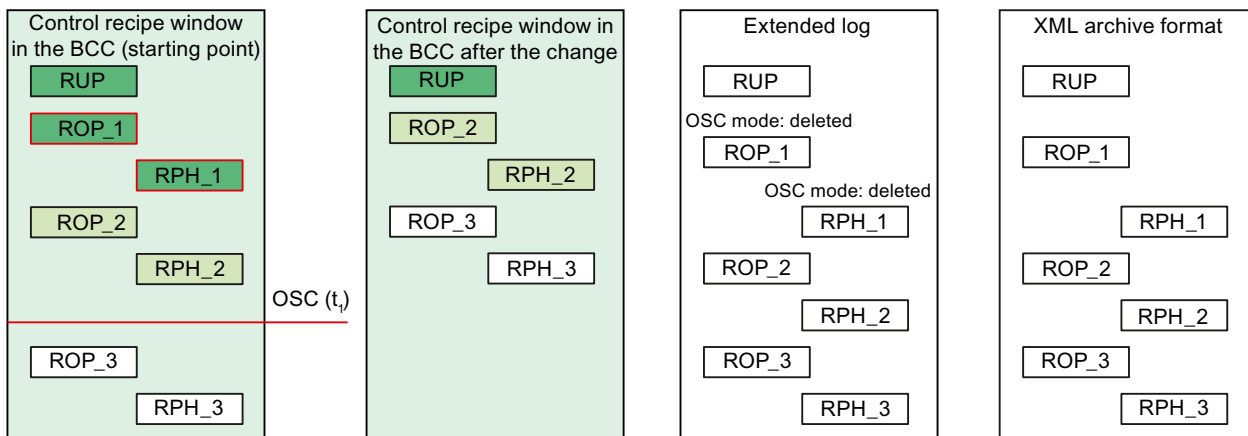 Control recipe window
in the BCC (starting point)
RUP
ROP_1
RPH_1
ROP_2
RPH_2
OSC (t1)
ROP_3
RPH_3
Control recipe window in
the BCC after the change
RUP
ROP_2
RPH_2
ROP_3
RPH_3
Extended log
RUP
OSC mode: deleted
ROP_1
OSC mode: deleted
RPH_1
ROP_2
RPH_2
ROP_3
RPH_3
XML archive format
RUP
ROP_1
RPH_1
ROP_2
RPH_2
ROP_3
RPH_3